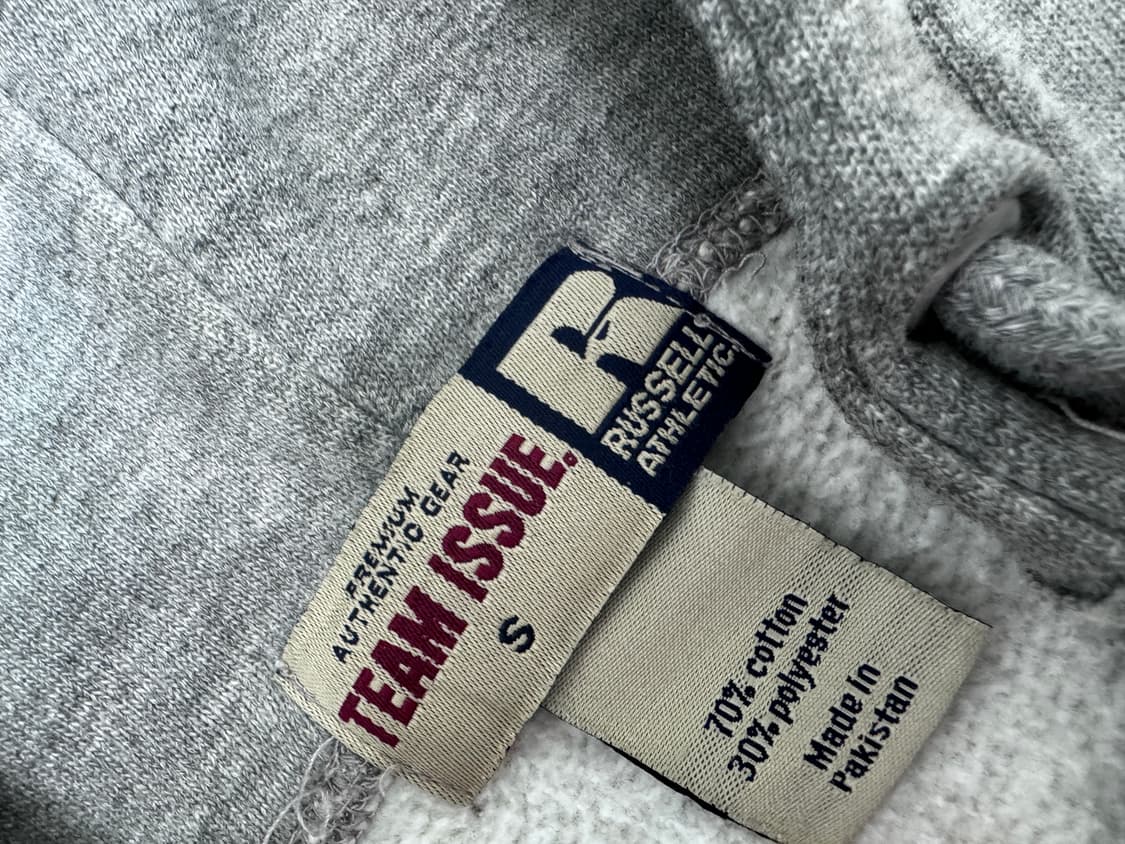 RUSSELL
ATHLETIC
PREMIUM
AUTHENTIC GEAR
TEAM ISSUE.
S
70% cotton
30% polyester
Made in
Pakistan